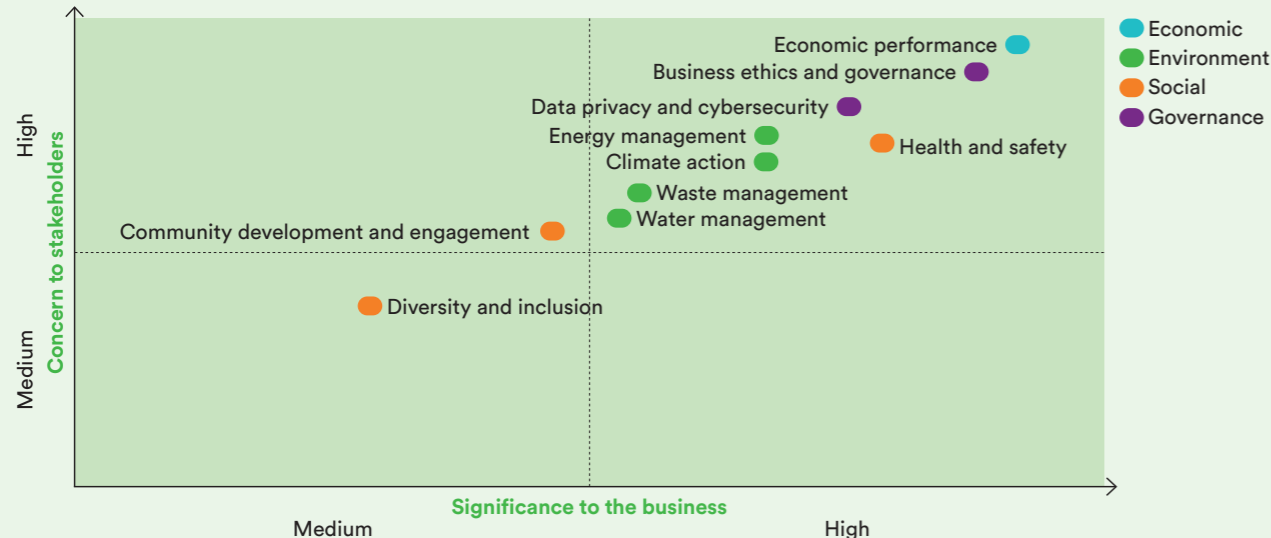 Economic performance
Business ethics and governance
Data privacy and cybersecurity
Energy management
Health and safety
Climate action
Waste management
Water management
Community development and engagement
Diversity and inclusion
High
Medium
Concern to stakeholders
Significance to the business
Medium
High
Economic
Environment
Social
Governance